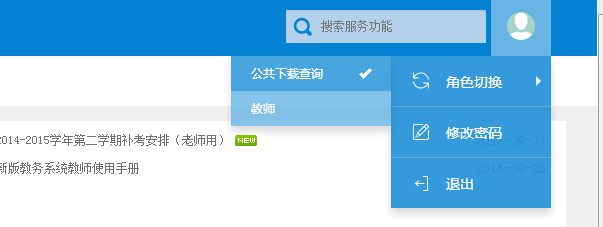 搜索服务功能
公共下载查询
角色切换
教师
2014-2015学年第二学期补考安排（老师用） NEW
修改密码
新版教务系统教师使用手册
退出